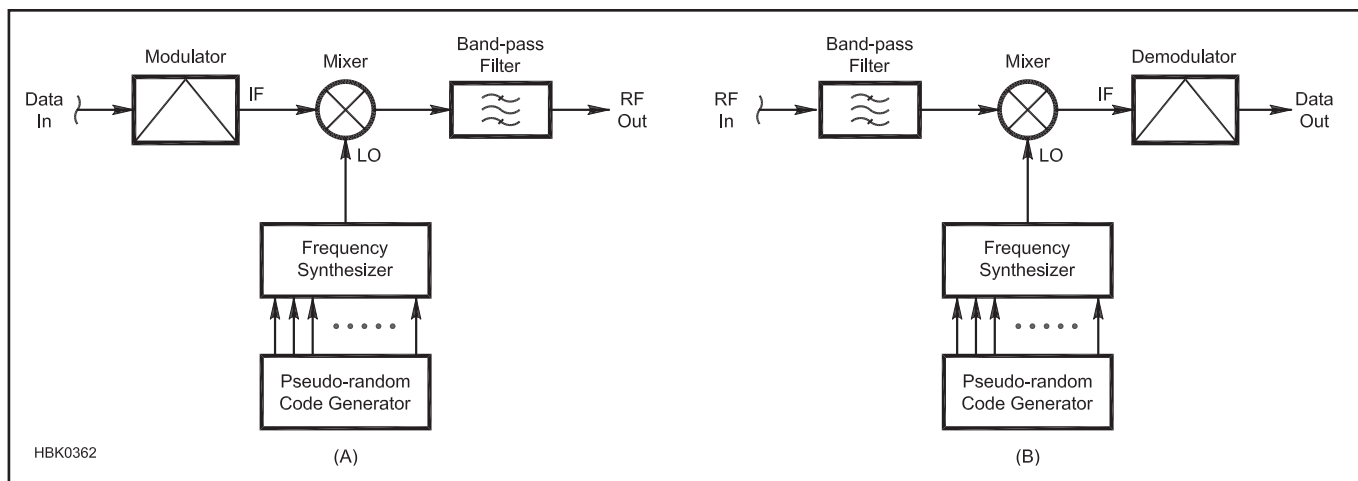 Modulator
Data
In
IF
Mixer
LO
Band-pass
Filter
RF
Out
Frequency
Synthesizer
Pseudo-random
Code Generator
(A)
Band-pass
Filter
RF
In
Mixer
LO
IF
Demodulator
Data
Out
Frequency
Synthesizer
Pseudo-random
Code Generator
(B)
HBK0362